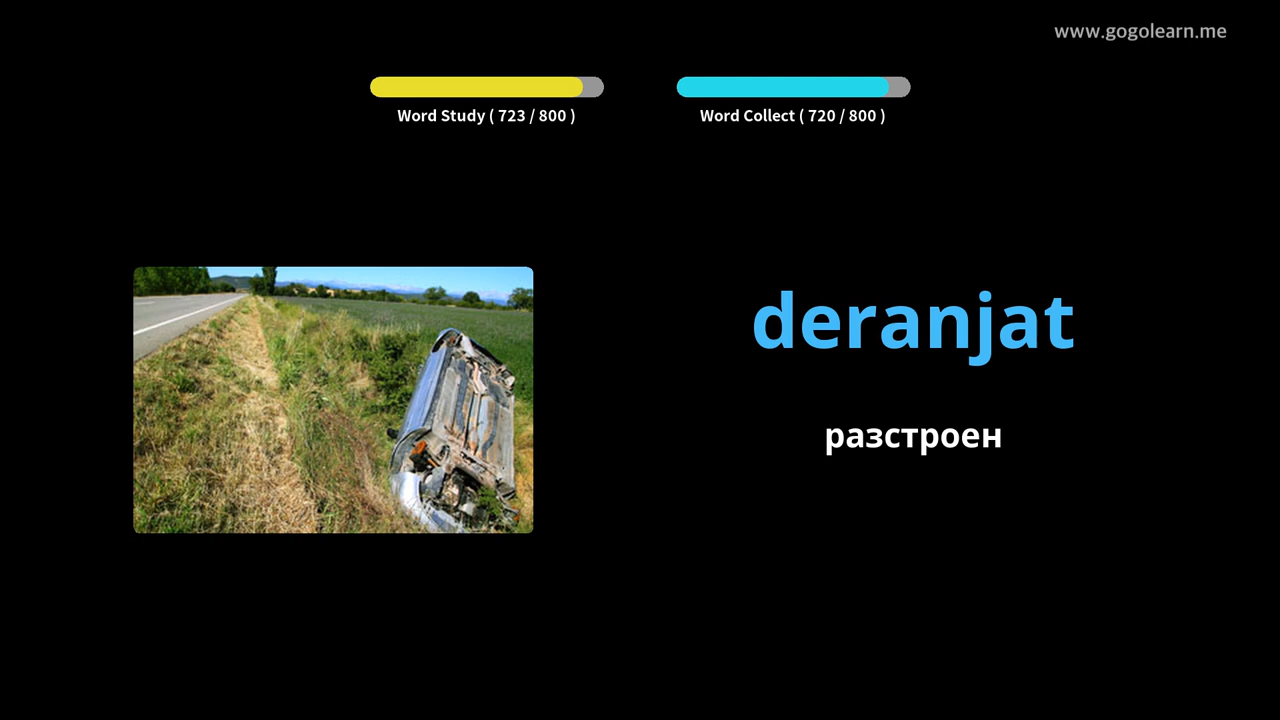 www.gogolearn.me
Word Study ( 723 / 800 )
Word Collect ( 720 / 800 )
deranjat
разстроен